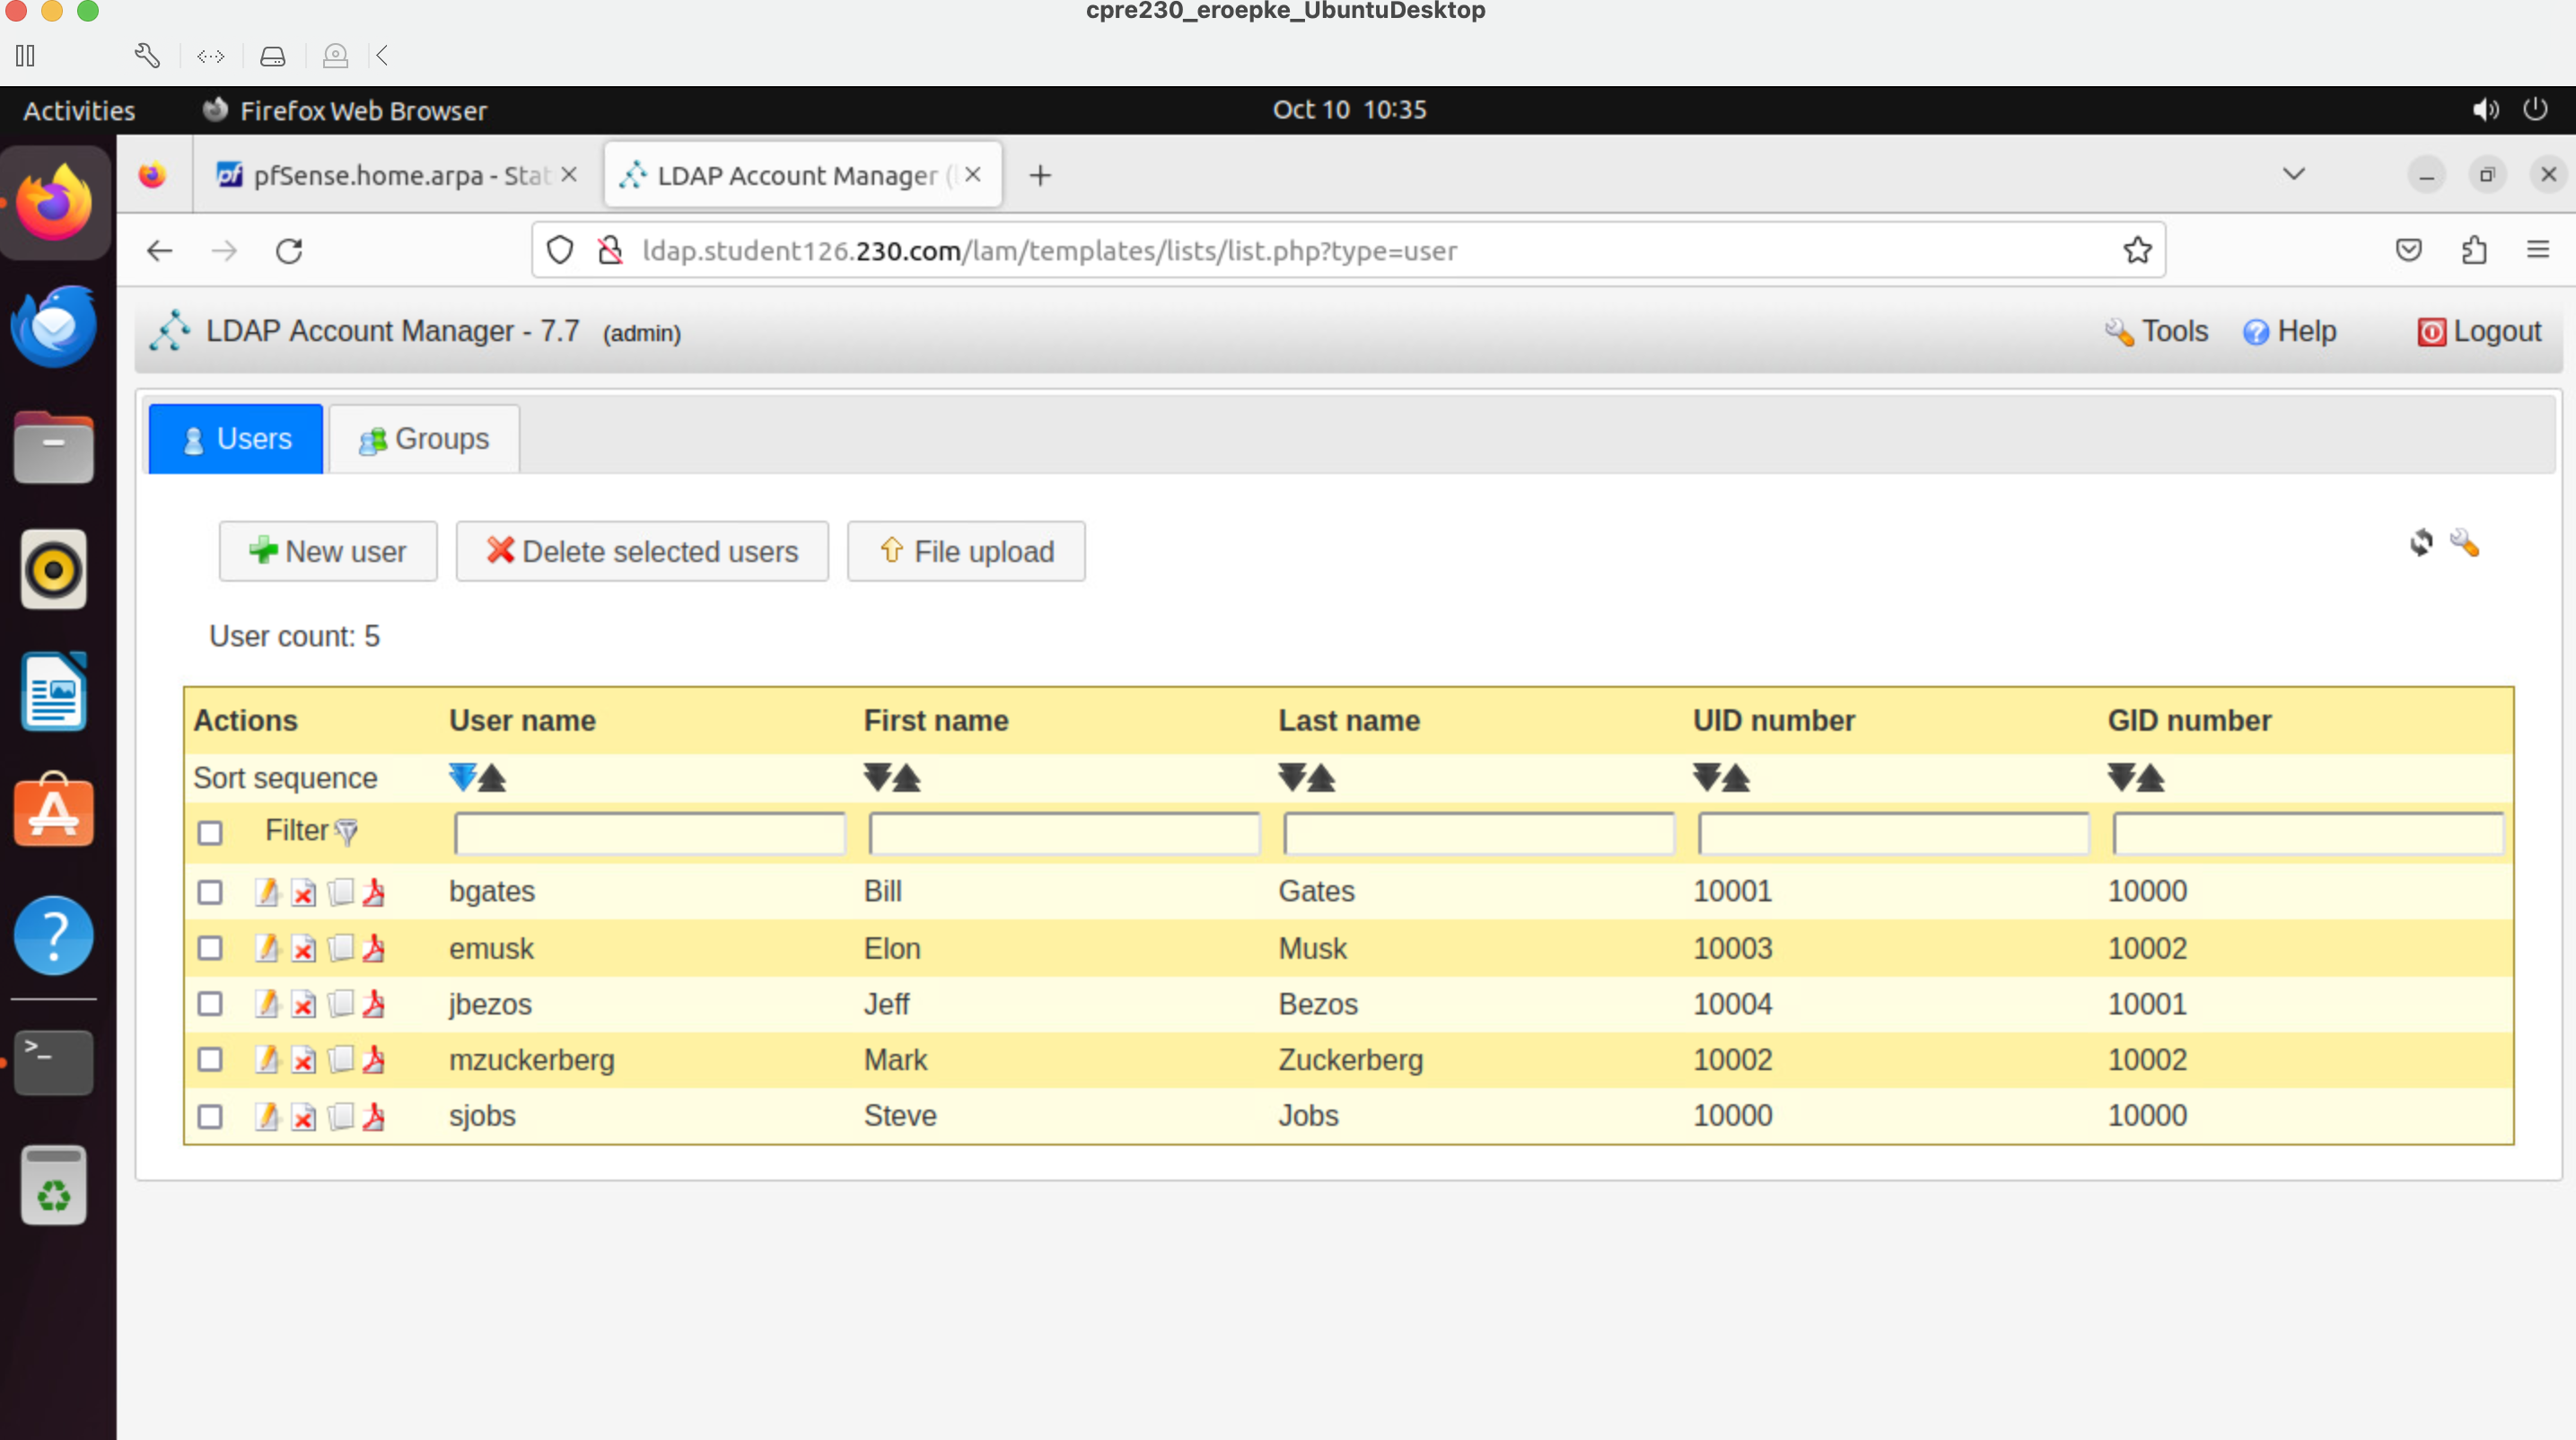 cpre230_eroepke_UbuntuDesktop
Activities Firefox Web Browser Oct 10 10:35
pfSense.home.arpa - Stat LDAP Account Manager (
ldap.student126.230.com/lam/templates/lists/list.php?type=user
LDAP Account Manager - 7.7 (admin) Tools Help Logout
Users Groups
New user Delete selected users File upload
User count: 5
Actions User name First name Last name UID number GID number
Sort sequence
Filter
bgates Bill Gates 10001 10000
emusk Elon Musk 10003 10002
jbezos Jeff Bezos 10004 10001
mzuckerberg Mark Zuckerberg 10002 10002
sjobs Steve Jobs 10000 10000